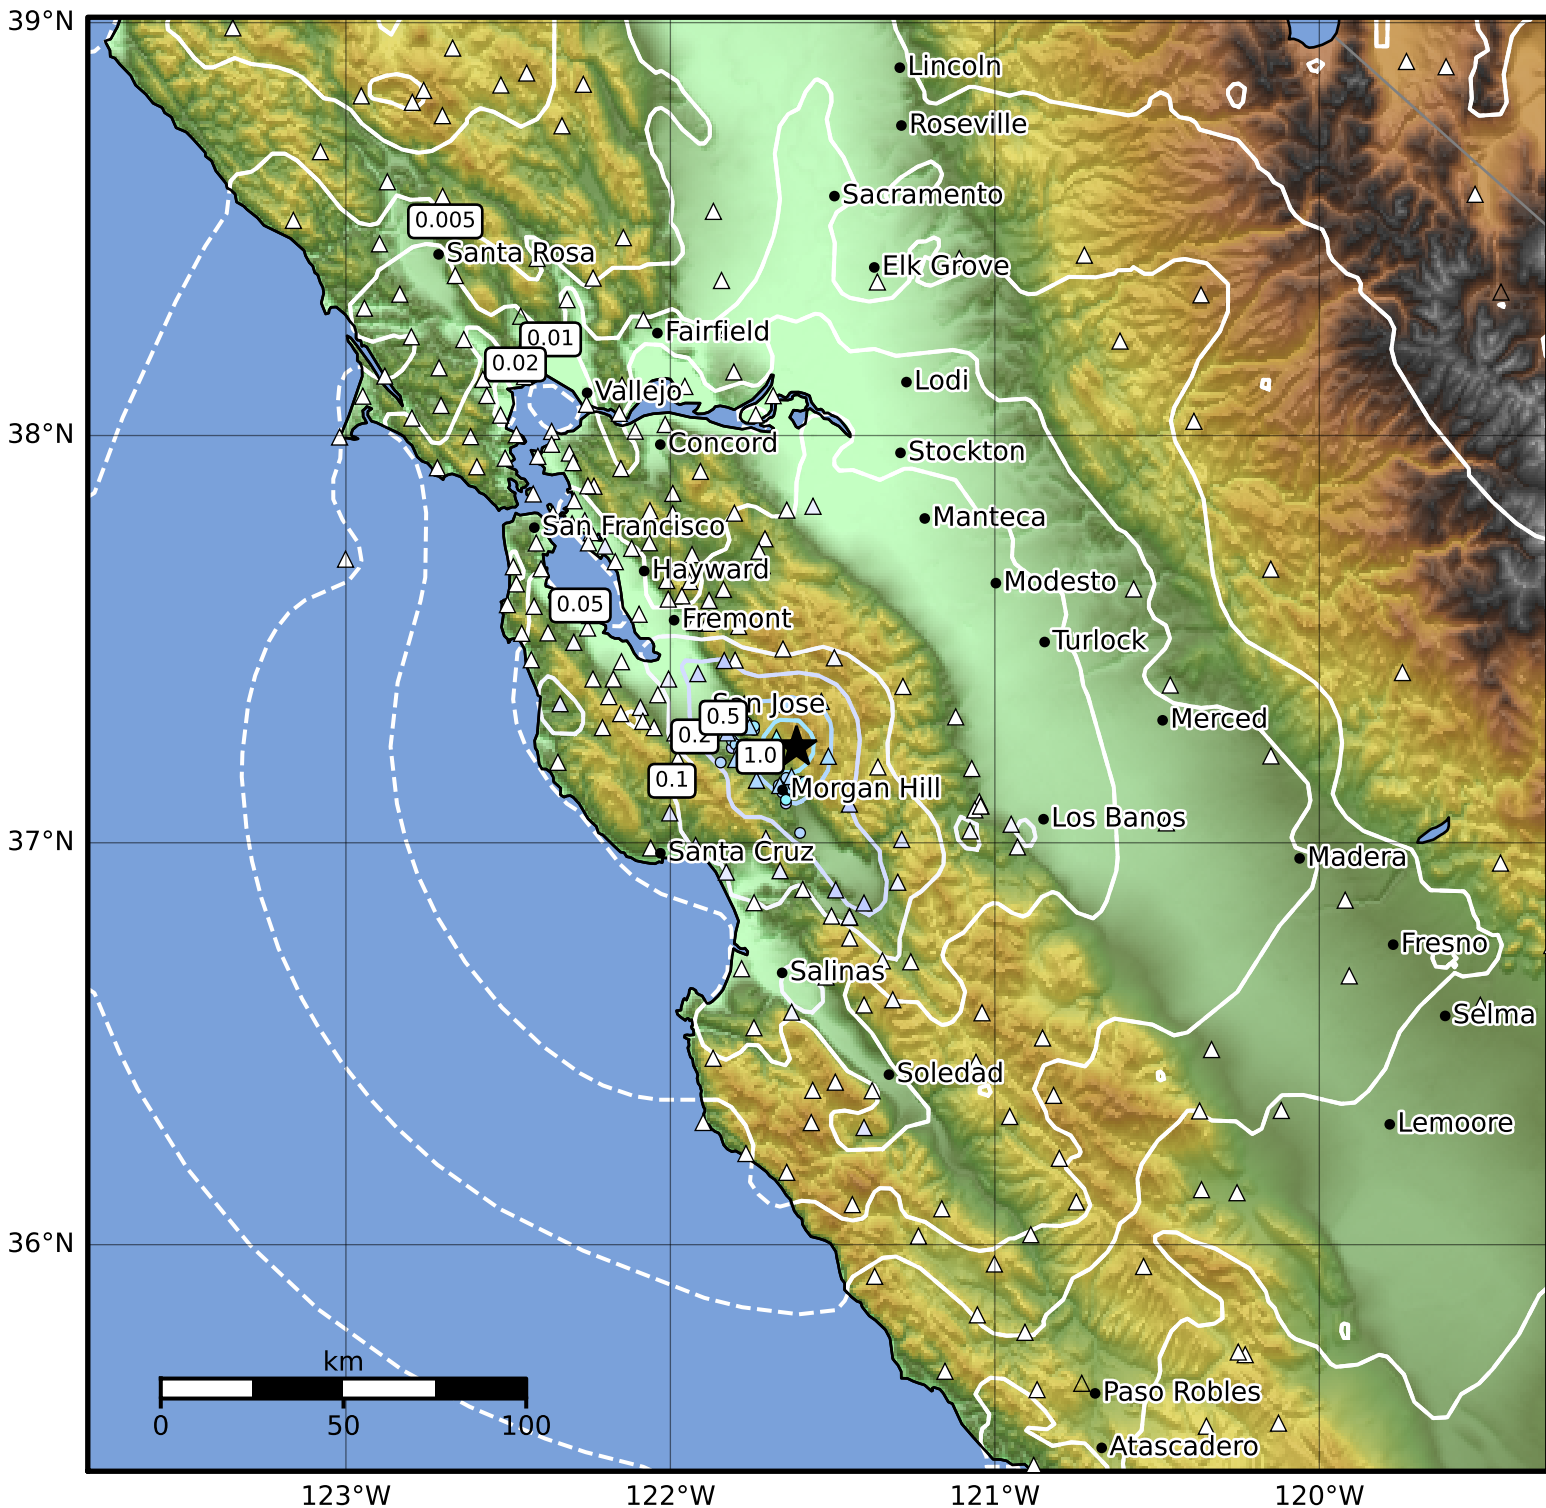 39°N
Lincoln
Roseville
Sacramento
0.005
Santa Rosa
Elk Grove
Fairfield
0.01
0.02
Lodi
Vallejo
38°N
Concord
Stockton
Manteca
San Francisco
Hayward
Modesto
0.05
Fremont
Turlock
San Jose
0.5
Merced
0.2
1.0
0.1
Morgan Hill
Los Banos
37°N
Santa Cruz
Madera
Fresno
Salinas
Selma
Soledad
Lemoore
36°N
km
0 50 100
Paso Robles
Atascadero
123°W 122°W 121°W 120°W